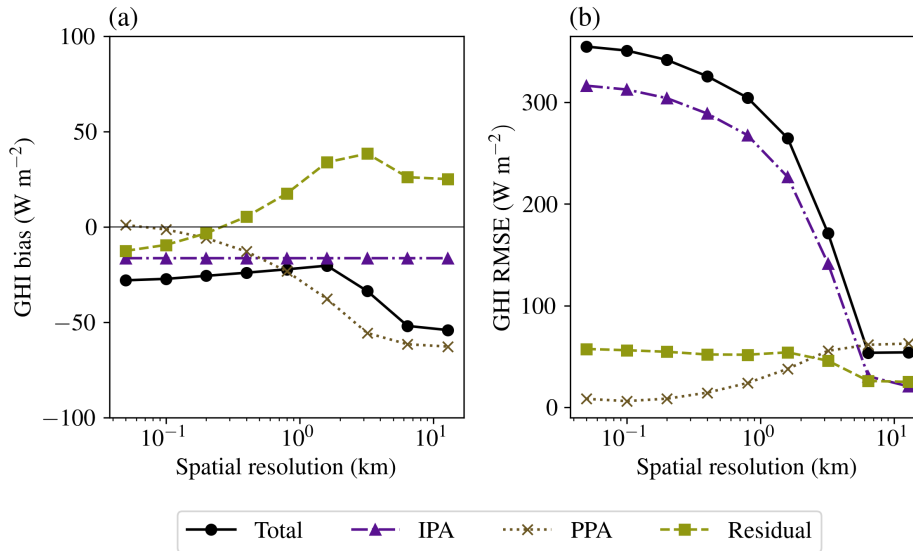 (a)
(b)
GHI bias (W m⁻²)
100
50
0
−50
−100
10⁻¹
10⁰
10¹
Spatial resolution (km)
GHI RMSE (W m⁻²)
300
200
100
0
10⁻¹
10⁰
10¹
Spatial resolution (km)
Total
IPA
PPA
Residual